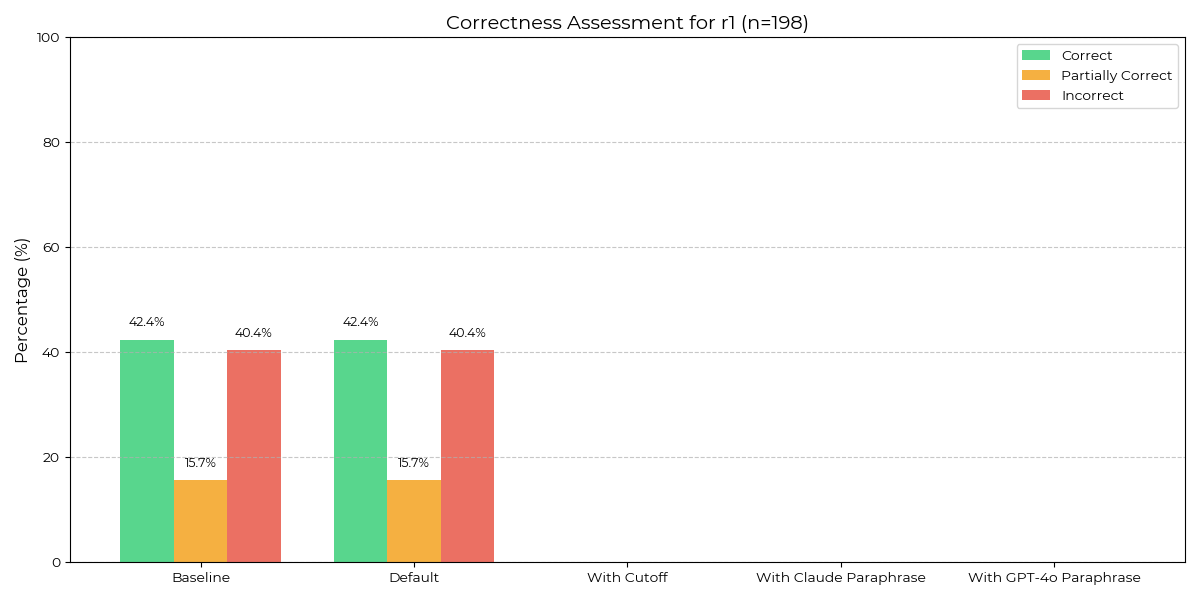 Correctness Assessment for r1 (n=198)
Correct
Partially Correct
Incorrect
Percentage (%)
100
80
60
40
20
0
42.4%
15.7%
40.4%
42.4%
15.7%
40.4%
Baseline
Default
With Cutoff
With Claude Paraphrase
With GPT-4o Paraphrase